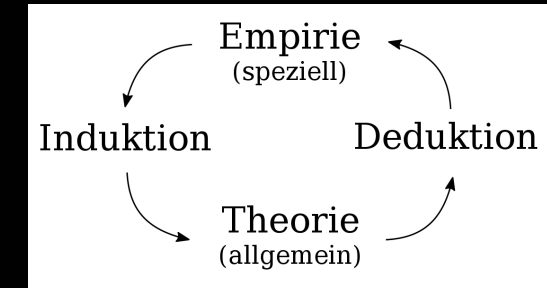 Empirie
(speziell)
Induktion
Deduktion
Theorie
(allgemein)